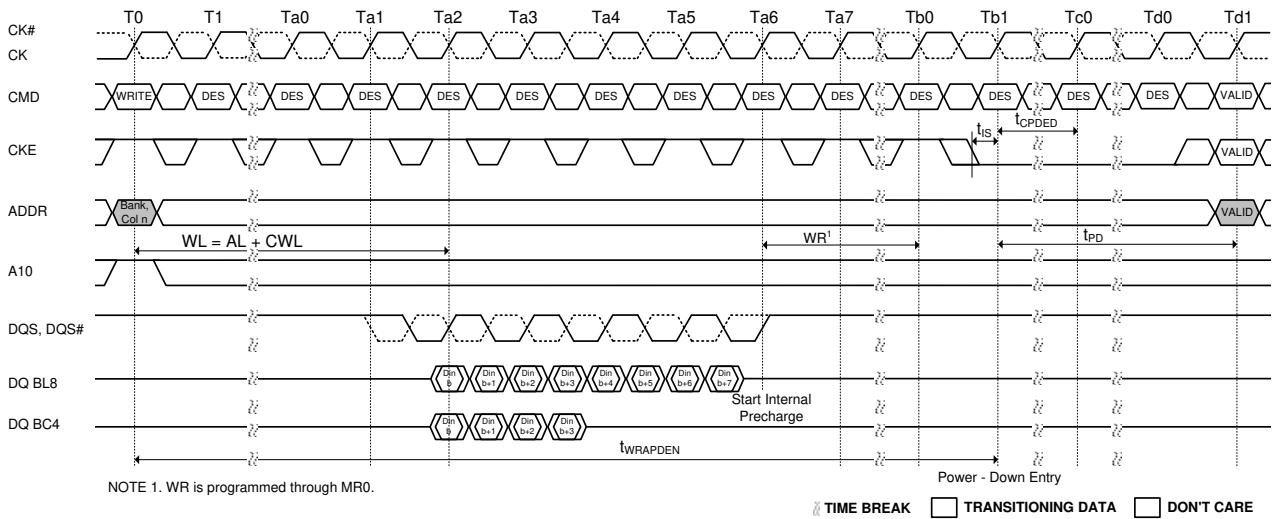 T0 T1 Ta0 Ta1 Ta2 Ta3 Ta4 Ta5 Ta6 Ta7 Tb0 Tb1 Tc0 Td0 Td1
CK#
CK
CMD WRITE DES DES DES DES DES DES DES DES DES DES DES DES DES VALID
tIS tCPDED
CKE VALID
ADDR Bank, Col n VALID
WL = AL + CWL WR1 tPD
A10
DQS, DQS#
DQ BL8 Din b Din b+1 Din b+2 Din b+3 Din b+4 Din b+5 Din b+6 Din b+7
Start Internal
Precharge
DQ BC4 Din b Din b+1 Din b+2 Din b+3
tWRAPDEN
Power - Down Entry
NOTE 1. WR is programmed through MR0.
TIME BREAK TRANSITIONING DATA DON'T CARE